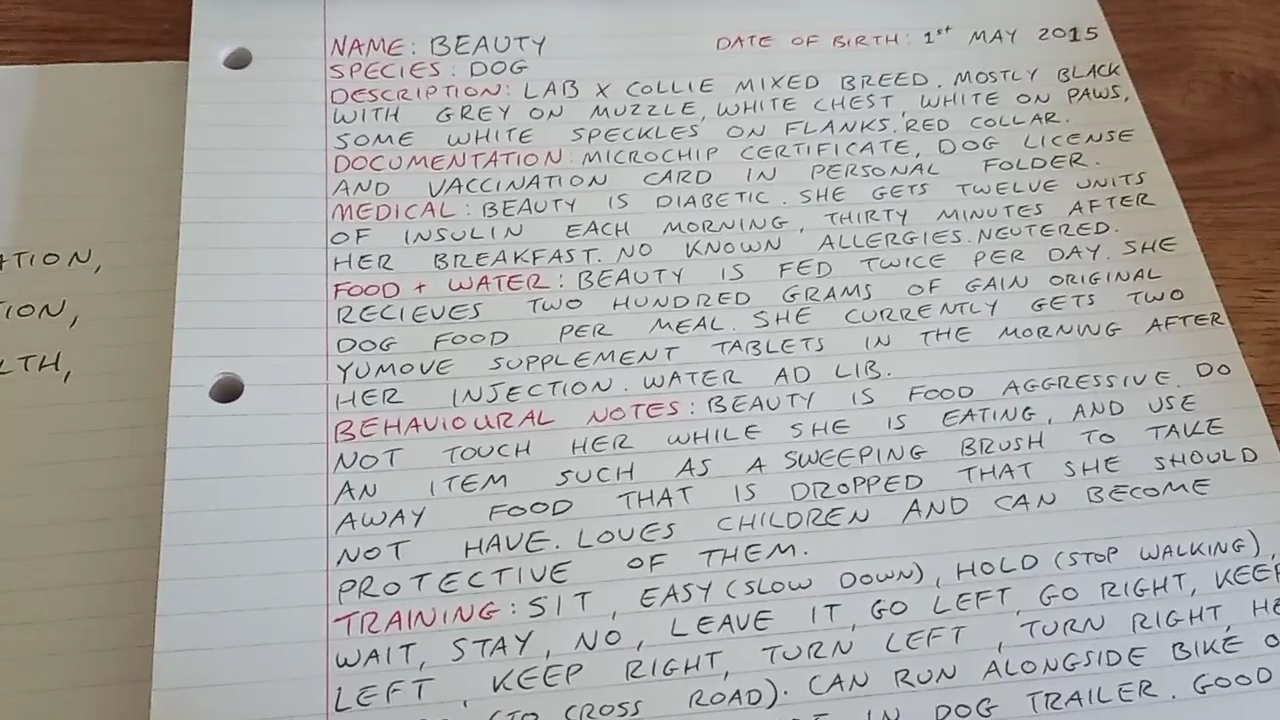 NAME: BEAUTY DATE OF BIRTH: 1st MAY 2015
SPECIES: DOG
DESCRIPTION: LAB X COLLIE MIXED BREED. MOSTLY BLACK
WITH GREY ON MUZZLE, WHITE CHEST, WHITE ON PAWS,
SOME WHITE SPECKLES ON FLANKS. RED COLLAR.
DOCUMENTATION: MICROCHIP CERTIFICATE, DOG LICENSE
AND VACCINATION CARD IN PERSONAL FOLDER.
MEDICAL: BEAUTY IS DIABETIC. SHE GETS TWELVE UNITS
OF INSULIN EACH MORNING, THIRTY MINUTES AFTER
HER BREAKFAST. NO KNOWN ALLERGIES. NEUTERED.
FOOD + WATER: BEAUTY IS FED TWICE PER DAY. SHE
RECIEVES TWO HUNDRED GRAMS OF GAIN ORIGINAL
DOG FOOD PER MEAL. SHE CURRENTLY GETS TWO
YUMOVE SUPPLEMENT TABLETS IN THE MORNING AFTER
HER INJECTION. WATER AD LIB.
BEHAVIOURAL NOTES: BEAUTY IS FOOD AGGRESSIVE. DO
NOT TOUCH HER WHILE SHE IS EATING, AND USE
AN ITEM SUCH AS A SWEEPING BRUSH TO TAKE
AWAY FOOD THAT IS DROPPED THAT SHE SHOULD
NOT HAVE. LOVES CHILDREN AND CAN BECOME
PROTECTIVE OF THEM.
TRAINING: SIT, EASY (SLOW DOWN), HOLD (STOP WALKING),
WAIT, STAY, NO, LEAVE IT, GO LEFT, GO RIGHT, KEEP
LEFT, KEEP RIGHT, TURN LEFT, TURN RIGHT,
(TO CROSS ROAD). CAN RUN ALONGSIDE BIKE
IN DOG TRAILER. GOOD
ATION,
ION,
LTH,